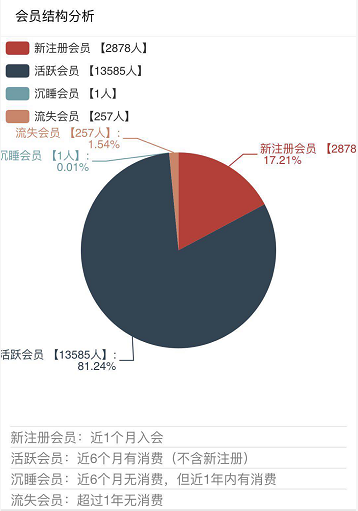 会员结构分析
新注册会员 【2878人】
活跃会员 【13585人】
沉睡会员 【1人】
流失会员 【257人】
流失会员 【257人】:
1.54%
沉睡会员 【1人】:
0.01%
新注册会员 【2878
17.21%
活跃会员 【13585人】:
81.24%
新注册会员：近1个月入会
活跃会员：近6个月有消费（不含新注册）
沉睡会员：近6个月无消费，但近1年内有消费
流失会员：超过1年无消费